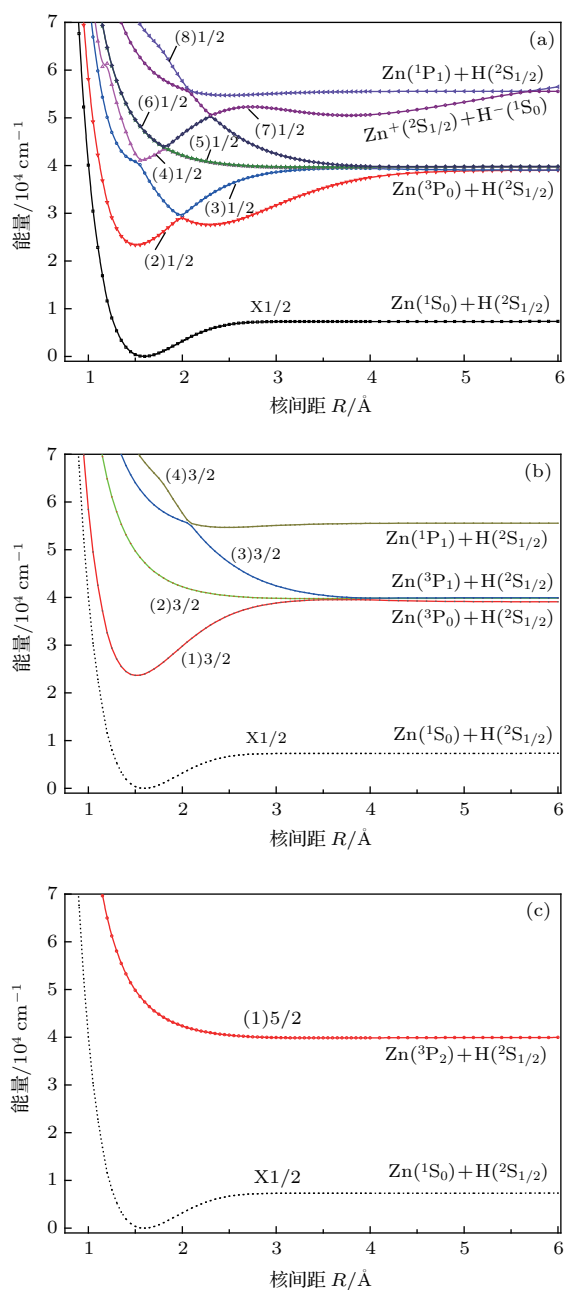 7
(a)
(8)1/2
Zn(¹P₁)+H(²S₁/₂)
6
(6)1/2
(7)1/2
Zn⁺(²S₁/₂)+H⁻(¹S₀)
5
(5)1/2
(4)1/2
4
Zn(³P₀)+H(²S₁/₂)
(3)1/2
3
(2)1/2
2
X1/2
Zn(¹S₀)+H(²S₁/₂)
1
0
能量/10⁴ cm⁻¹
1 2 3 4 5 6
核间距 R/Å
7
(b)
(4)3/2
6
Zn(¹P₁)+H(²S₁/₂)
5
(3)3/2
Zn(³P₁)+H(²S₁/₂)
4
(2)3/2
Zn(³P₀)+H(²S₁/₂)
(1)3/2
3
2
X1/2
Zn(¹S₀)+H(²S₁/₂)
1
0
能量/10⁴ cm⁻¹
1 2 3 4 5 6
核间距 R/Å
7
(c)
6
5
(1)5/2
4
Zn(³P₂)+H(²S₁/₂)
3
2
X1/2
Zn(¹S₀)+H(²S₁/₂)
1
0
能量/10⁴ cm⁻¹
1 2 3 4 5 6
核间距 R/Å